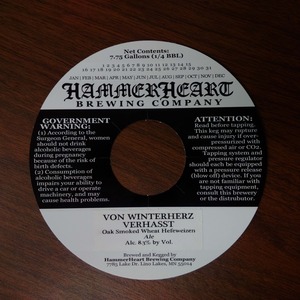 Net Contents:
7.75 Gallons (1/4 BBL)
1 2 3 4 5 6 7 8 9 10 11 12 13 14 15
16 17 18 19 20 21 22 23 24 25 26 27 28 29 30 31
JAN | FEB | MAR | APR | MAY | JUN | JUL | AUG | SEP | OCT | NOV | DEC
HAMMERHEART
BREWING COMPANY
GOVERNMENT
WARNING:
(1) According to the
Surgeon General, women
should not drink
alcoholic beverages
during pregnancy
because of the risk of
birth defects.
(2) Consumption of
alcoholic beverages
impairs your ability to
drive a car or operate
machinery, and may
cause health problems.
ATTENTION:
Read before tapping.
This keg may rupture
and cause injury if over-
pressurized with
compressed air or CO2.
Tapping system and
pressure regulator
should each be equipped
with a pressure release
(blow off) device. If you
are not familiar with
tapping equipment,
consult this brewery
or the distributor.
VON WINTERHERZ
VERHASST
Oak Smoked Wheat Hefeweizen
Ale
Alc 8.5% by Vol.
Brewed and Kegged by
HammerHeart Brewing Company
7785 Lake Dr. Lino Lakes, MN 55014